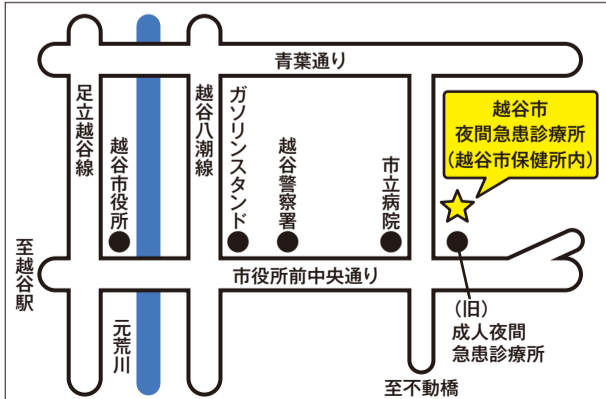 青葉通り
足立越谷線
越谷市役所
越谷八潮線
ガソリンスタンド
越谷警察署
市立病院
越谷市
夜間急患診療所
(越谷市保健所内)
至越谷駅
市役所前中央通り
元荒川
(旧)
成人夜間
急患診療所
至不動橋